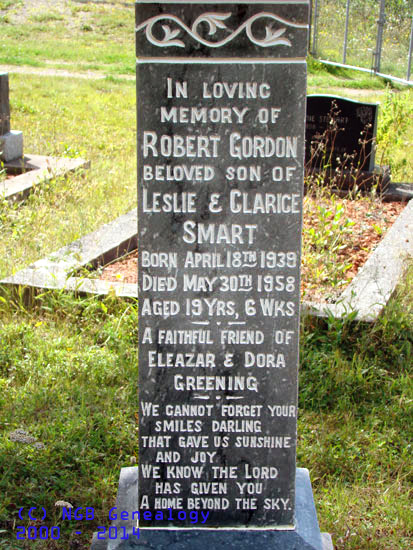 In loving
memory of
Robert Gordon
beloved son of
Leslie & Clarice
Smart
Born April 18th 1939
Died May 30th 1958
Aged 19 Yrs, 6 Wks
A faithful friend of
Eleazar & Dora
Greening
We cannot forget your
smiles darling
that gave us sunshine
and joy
We know the Lord
has given you
A home beyond the sky.
(C) NGB Genealogy
2000 - 2014